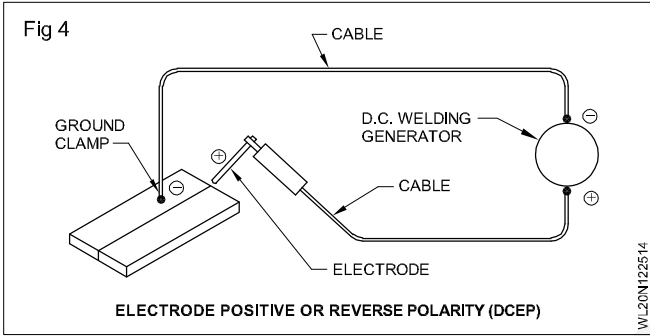 Fig 4
CABLE
GROUND
CLAMP
D.C. WELDING
GENERATOR
⊖
⊕
⊖
⊕
CABLE
ELECTRODE
ELECTRODE POSITIVE OR REVERSE POLARITY (DCEP)
WL20N122514